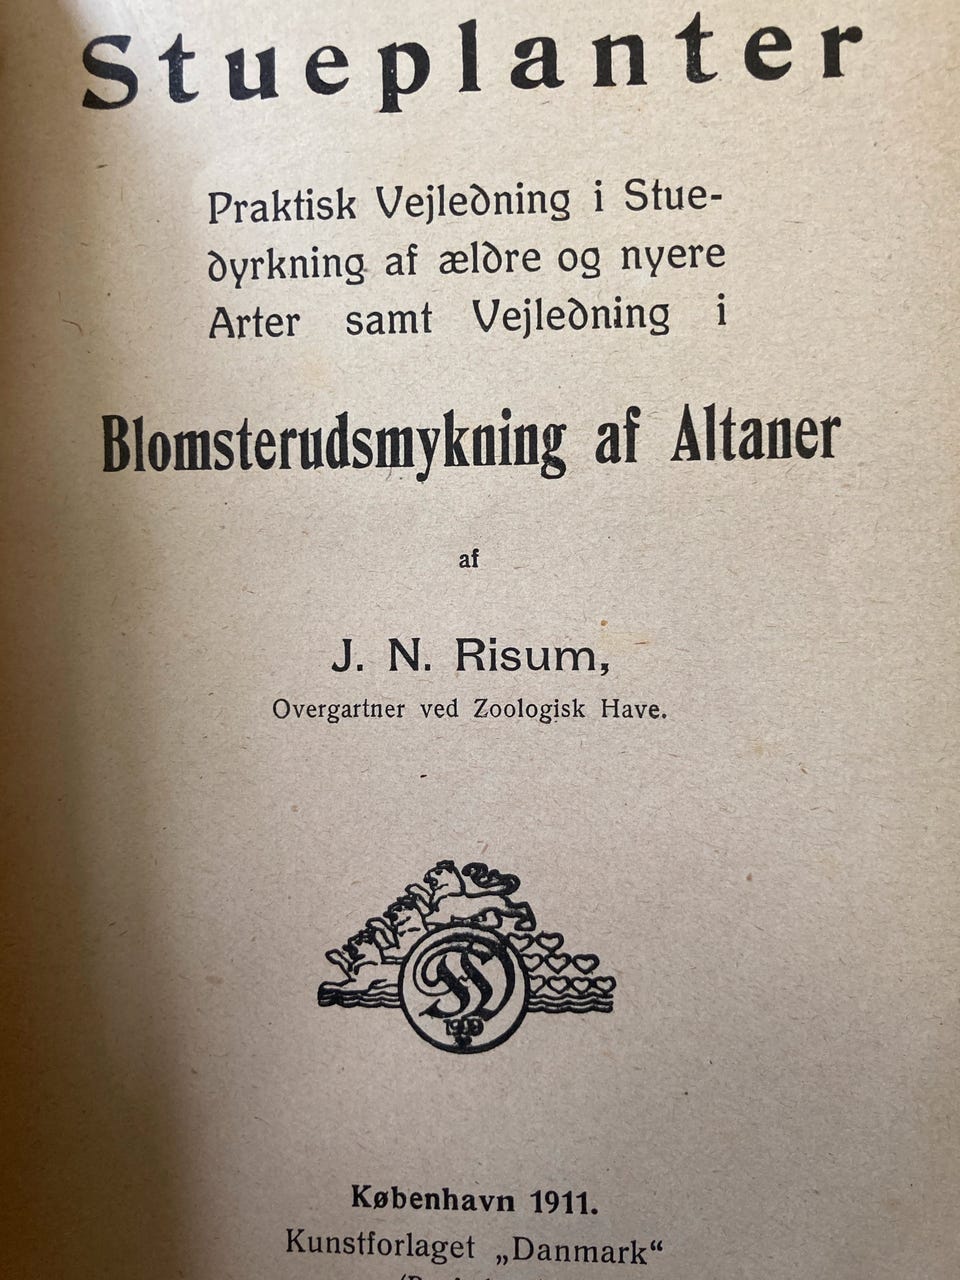 Stueplanter
Praktisk Vejledning i Stue-
dyrkning af ældre og nyere
Arter samt Vejledning i
Blomsterudsmykning af Altaner
af
J. N. Risum,
Overgartner ved Zoologisk Have.
København 1911.
Kunstforlaget „Danmark“